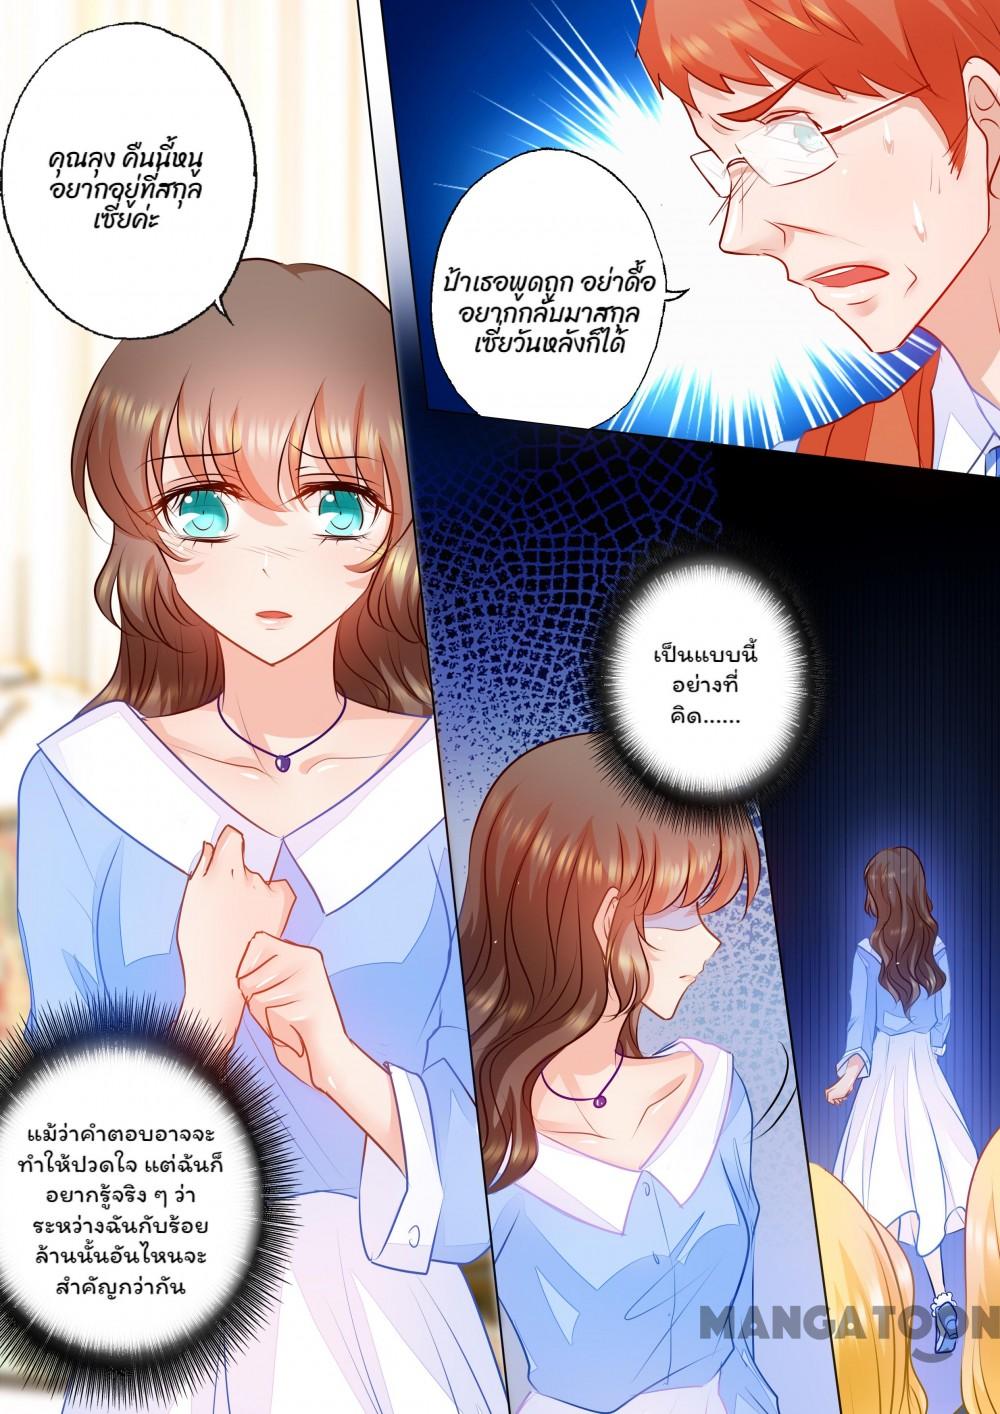 คุณลุง คืนนี้หนู
อยากอยู่ที่สกุล
เซี่ยค่ะ
ป้าเธอพูดถูก อย่าดื้อ
อยากกลับมาสกุล
เซี่ยวันหลังก็ได้
แม้ว่าคำตอบอาจจะ
ทำให้ปวดใจ แต่ฉันก็
อยากรู้จริง ๆ ว่า
ระหว่างฉันกับร้อย
ล้านนั้นอันไหนจะ
สำคัญกว่ากัน
เป็นแบบนี้
อย่างที่
คิด......
MANGATOON